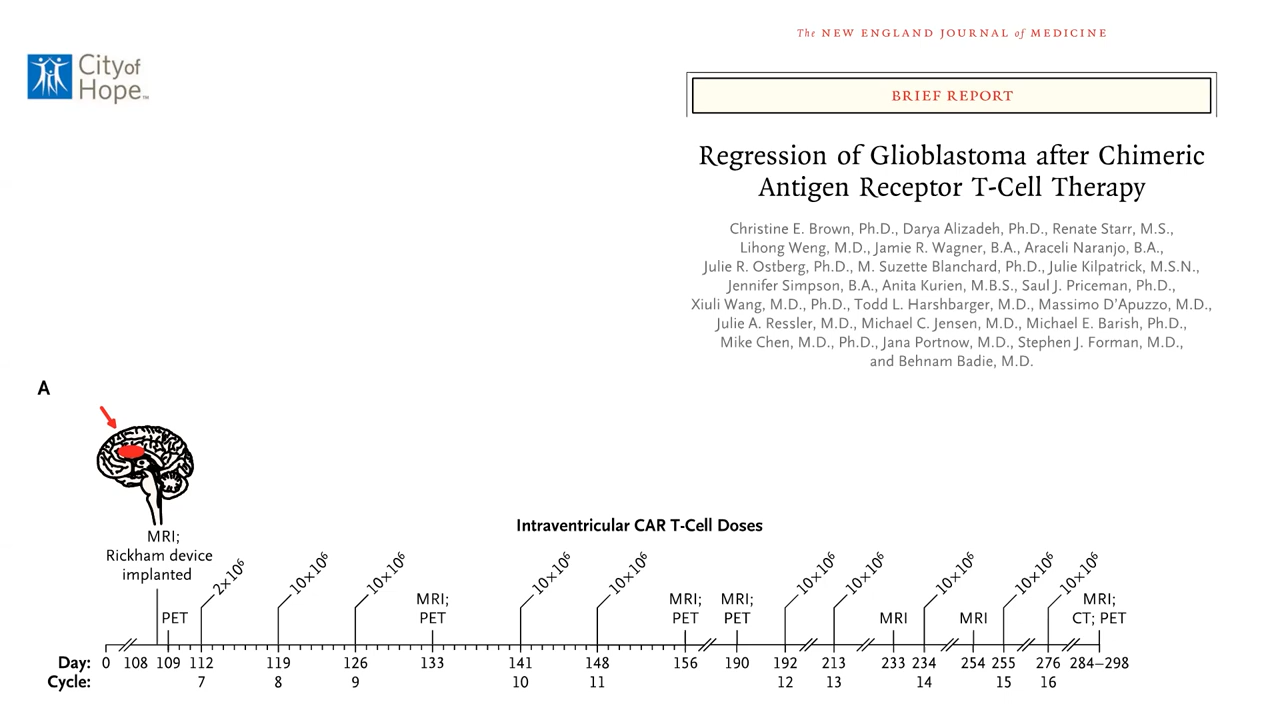 City of
Hope™
The NEW ENGLAND JOURNAL of MEDICINE
BRIEF REPORT
Regression of Glioblastoma after Chimeric
Antigen Receptor T-Cell Therapy
Christine E. Brown, Ph.D., Darya Alizadeh, Ph.D., Renate Starr, M.S.,
Lihong Weng, M.D., Jamie R. Wagner, B.A., Araceli Naranjo, B.A.,
Julie R. Ostberg, Ph.D., M. Suzette Blanchard, Ph.D., Julie Kilpatrick, M.S.N.,
Jennifer Simpson, B.A., Anita Kurien, M.B.S., Saul J. Priceman, Ph.D.,
Xiuli Wang, M.D., Ph.D., Todd L. Harshbarger, M.D., Massimo D'Apuzzo, M.D.,
Julie A. Ressler, M.D., Michael C. Jensen, M.D., Michael E. Barish, Ph.D.,
Mike Chen, M.D., Ph.D., Jana Portnow, M.D., Stephen J. Forman, M.D.,
and Behnam Badie, M.D.
A
MRI;
Rickham device
implanted
Intraventricular CAR T-Cell Doses
2×10⁶ 10×10⁶ 10×10⁶ 10×10⁶ 10×10⁶ 10×10⁶ 10×10⁶ 10×10⁶ 10×10⁶ 10×10⁶
MRI; MRI; MRI; MRI;
PET PET PET PET MRI MRI CT; PET
Day: 0 108 109 112 119 126 133 141 148 156 190 192 213 233 234 254 255 276 284–298
Cycle: 7 8 9 10 11 12 13 14 15 16